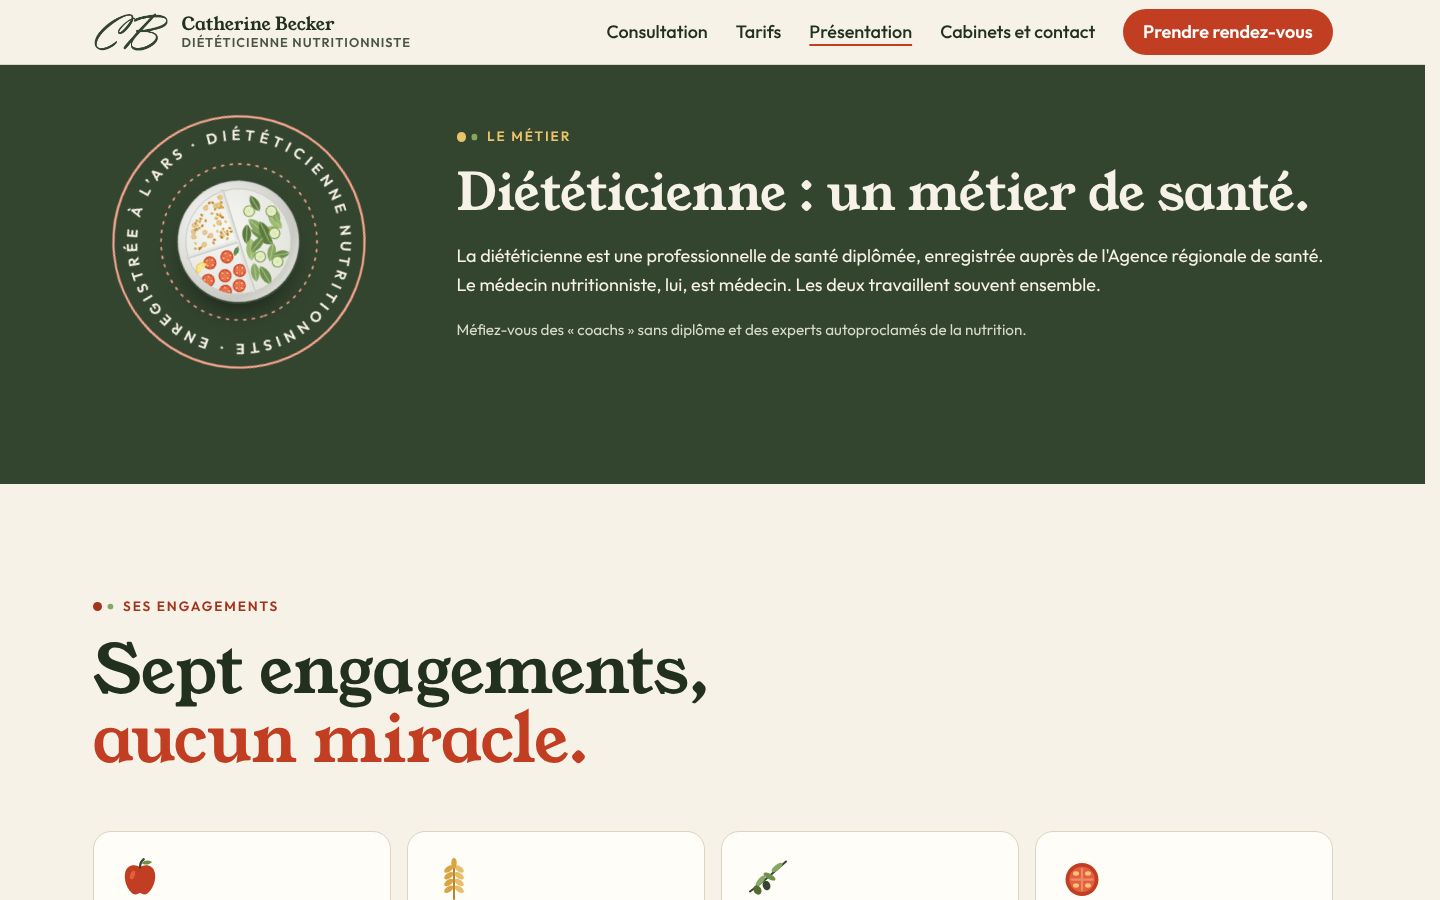 CB
Catherine Becker
DIÉTÉTICIENNE NUTRITIONNISTE
Consultation
Tarifs
Présentation
Cabinets et contact
Prendre rendez-vous
DIÉTÉTICIENNE NUTRITIONNISTE · ENREGISTRÉE À L'ARS ·
LE MÉTIER
Diététicienne : un métier de santé.
La diététicienne est une professionnelle de santé diplômée, enregistrée auprès de l'Agence régionale de santé.
Le médecin nutritionniste, lui, est médecin. Les deux travaillent souvent ensemble.
Méfiez-vous des « coachs » sans diplôme et des experts autoproclamés de la nutrition.
SES ENGAGEMENTS
Sept engagements,
aucun miracle.